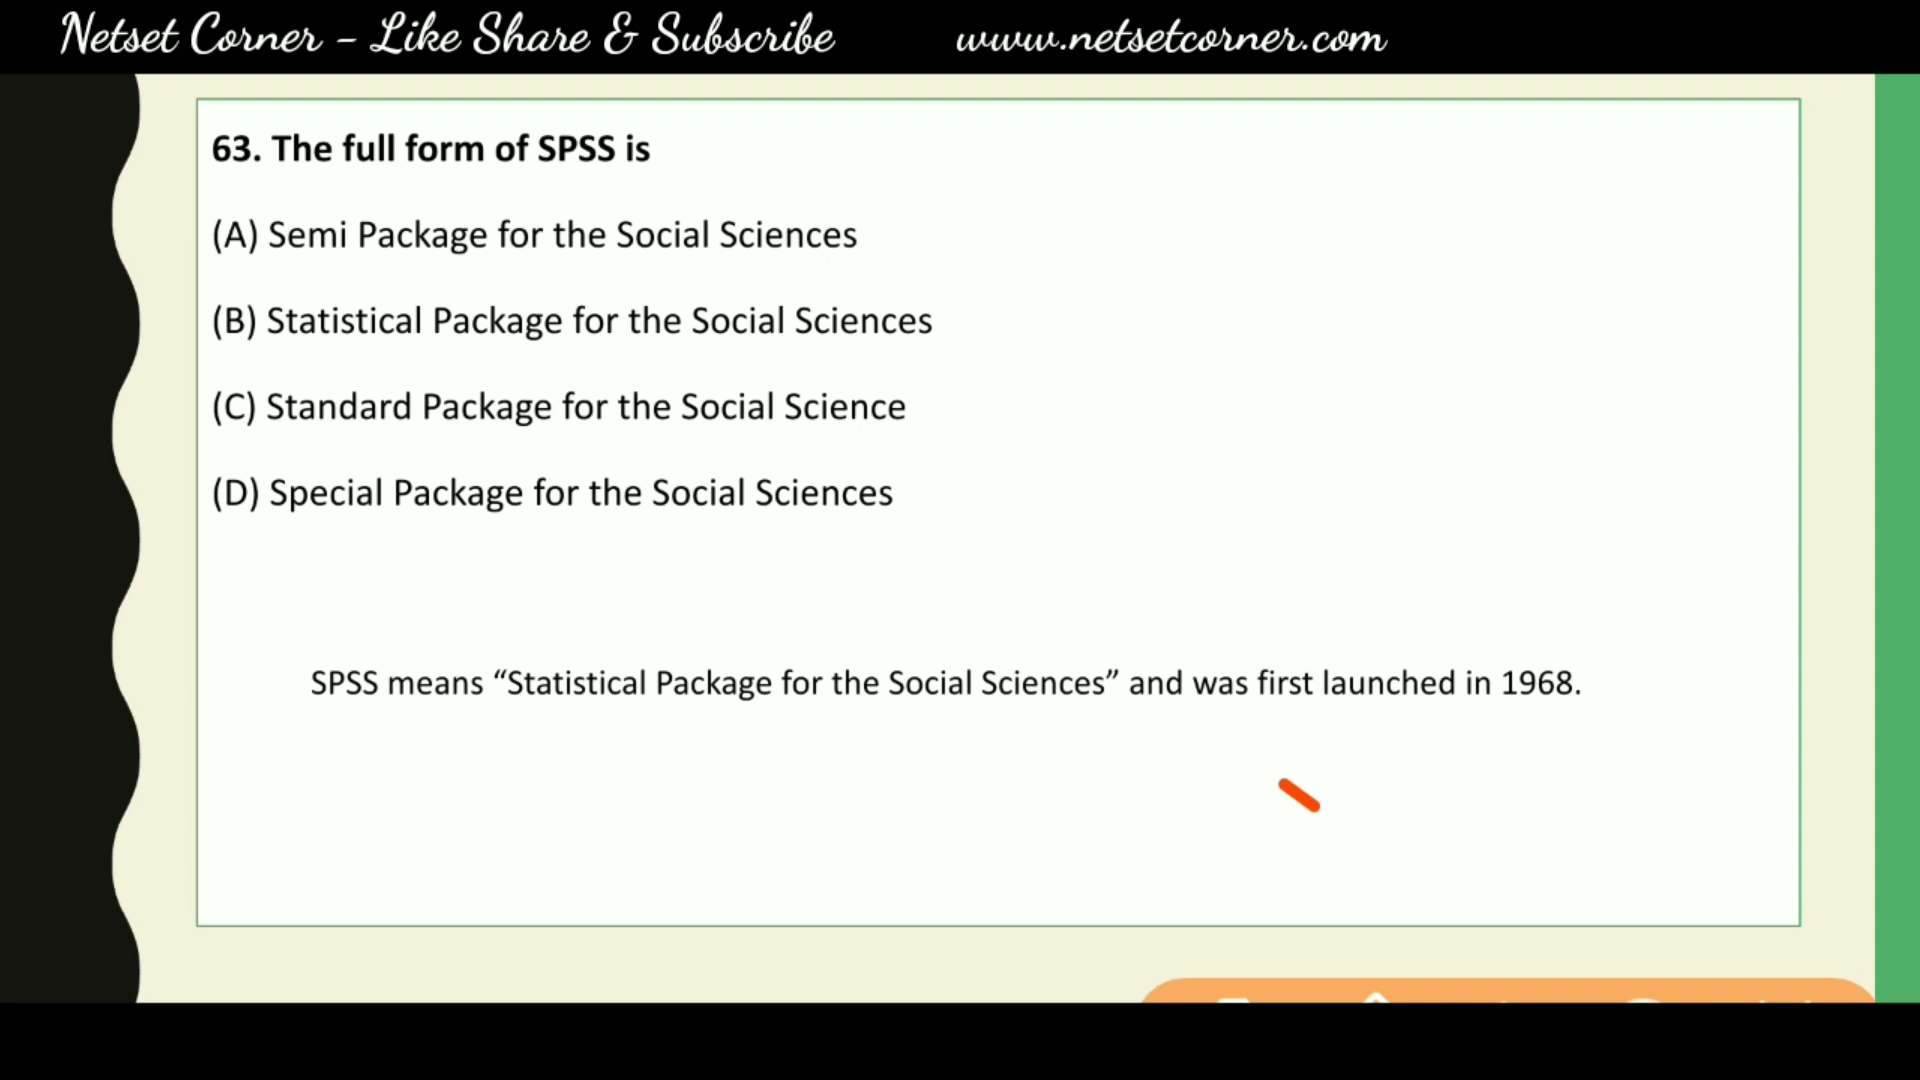 Netset Corner - Like Share & Subscribe www.netsetcorner.com
63. The full form of SPSS is
(A) Semi Package for the Social Sciences
(B) Statistical Package for the Social Sciences
(C) Standard Package for the Social Science
(D) Special Package for the Social Sciences
SPSS means “Statistical Package for the Social Sciences” and was first launched in 1968.